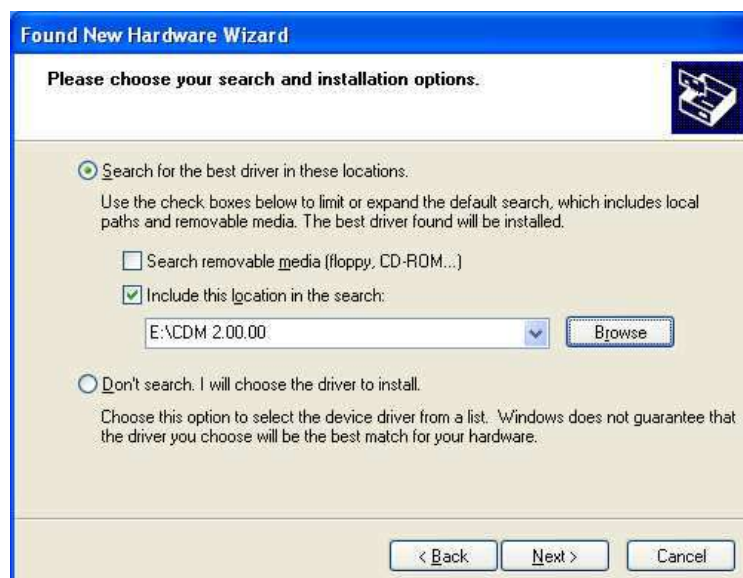 Found New Hardware Wizard
Please choose your search and installation options.
Search for the best driver in these locations.
Use the check boxes below to limit or expand the default search, which includes local
paths and removable media. The best driver found will be installed.
Search removable media (floppy, CD-ROM...)
Include this location in the search:
E:\CDM 2.00.00
Browse
Don't search. I will choose the driver to install.
Choose this option to select the device driver from a list. Windows does not guarantee that
the driver you choose will be the best match for your hardware.
< Back
Next >
Cancel